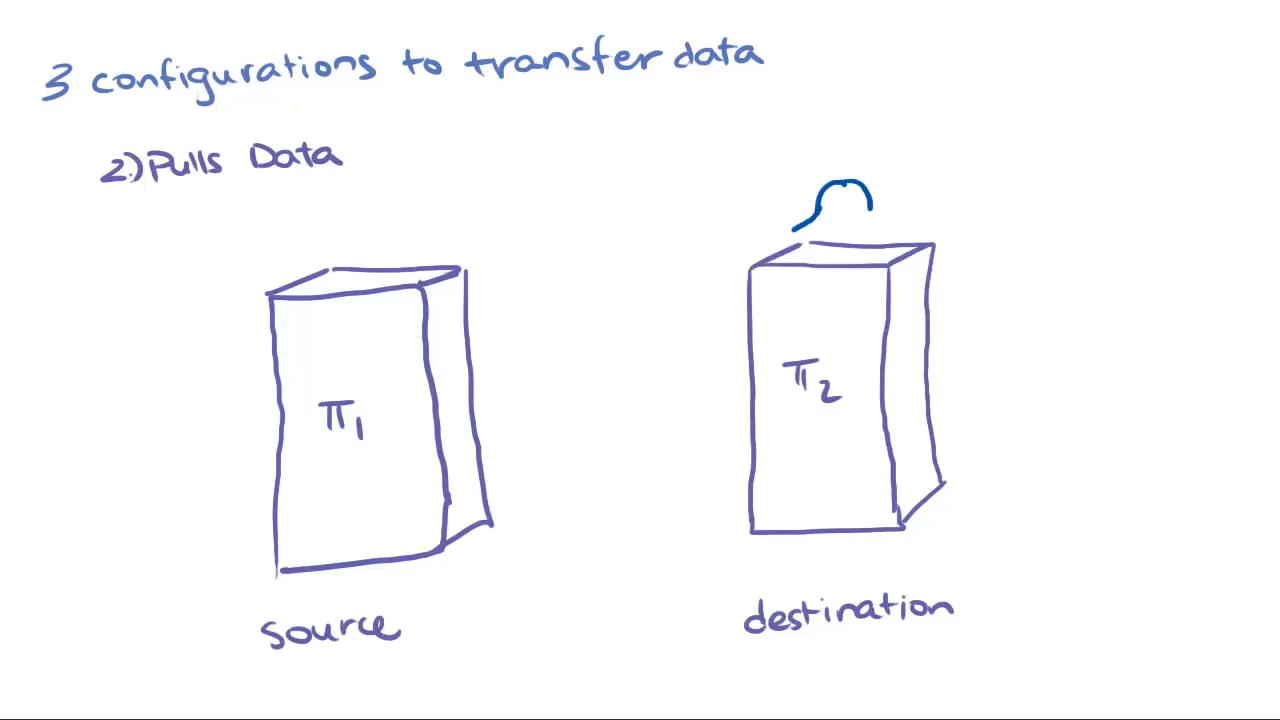 3 configurations to transfer data
2.) Pulls Data
π1
π2
source
destination